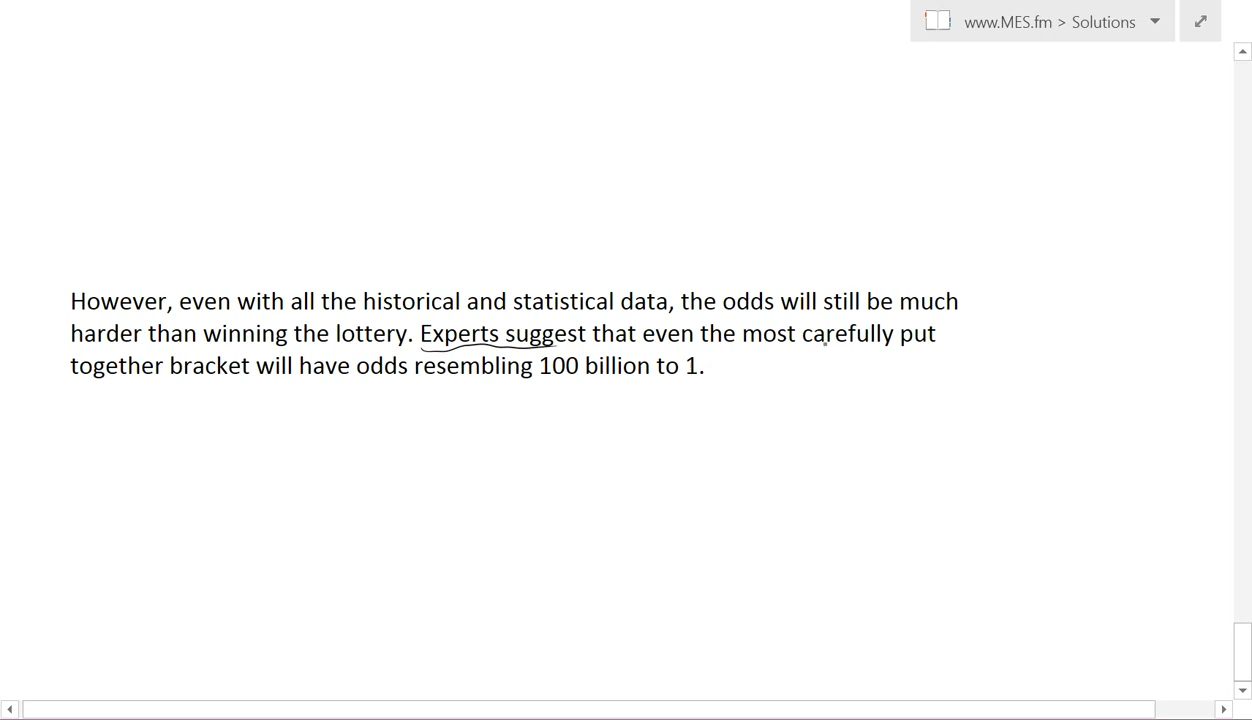 www.MES.fm > Solutions
However, even with all the historical and statistical data, the odds will still be much
harder than winning the lottery. Experts suggest that even the most carefully put
together bracket will have odds resembling 100 billion to 1.